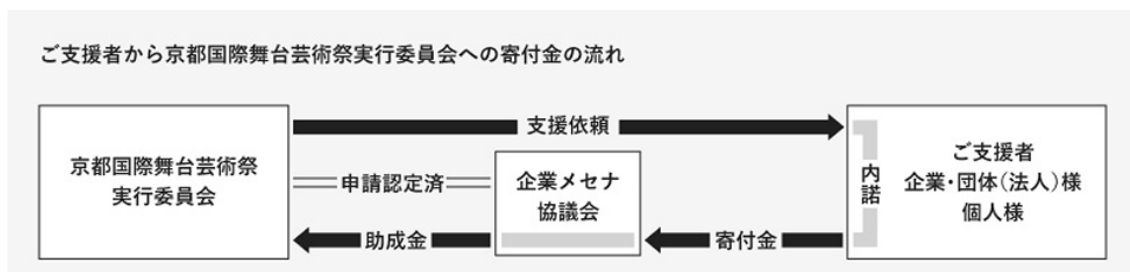 ご支援者から京都国際舞台芸術祭実行委員会への寄付金の流れ
支援依頼
京都国際舞台芸術祭
実行委員会
申請認定済
企業メセナ
協議会
内諾
ご支援者
企業・団体(法人)様
個人様
助成金
寄付金